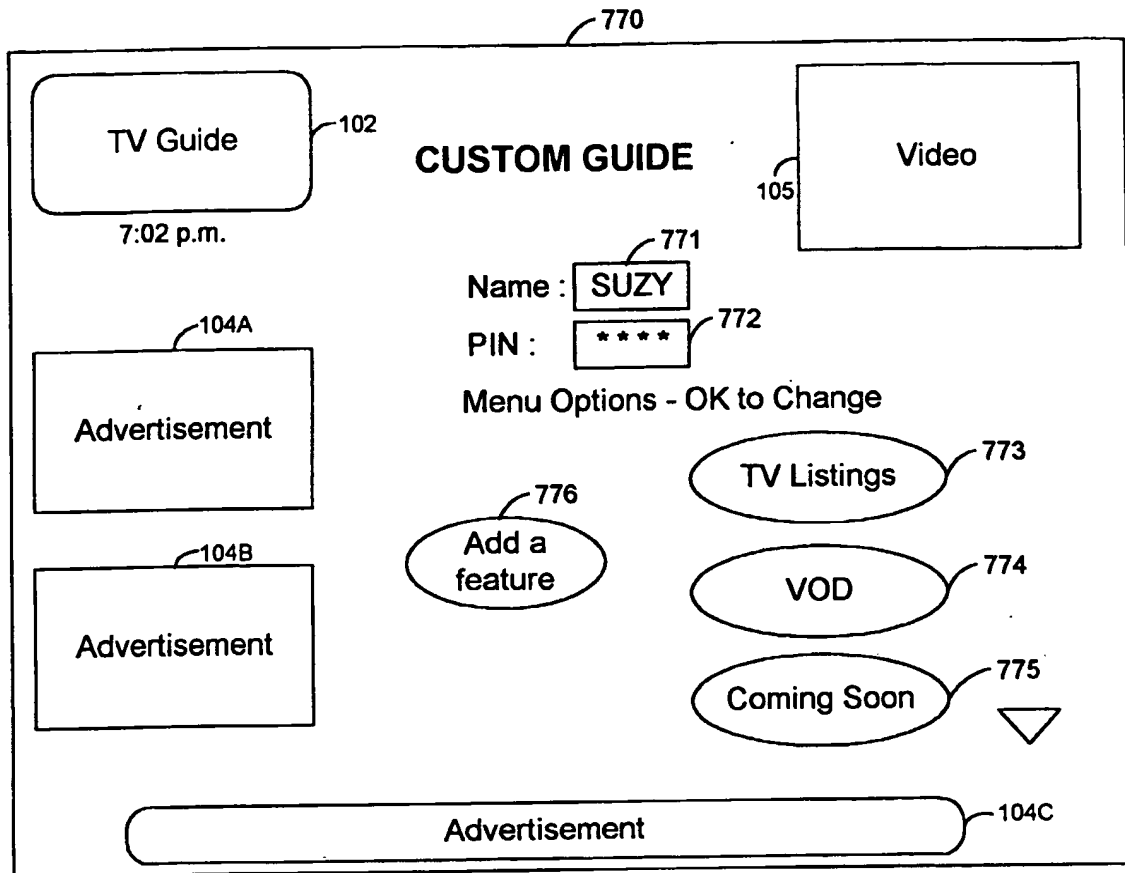 770
TV Guide
102
CUSTOM GUIDE
Video
105
7:02 p.m.
771
Name : SUZY
772
PIN : ****
Menu Options - OK to Change
104A
Advertisement
773
TV Listings
776
Add a
feature
104B
Advertisement
774
VOD
775
Coming Soon
Advertisement
104C